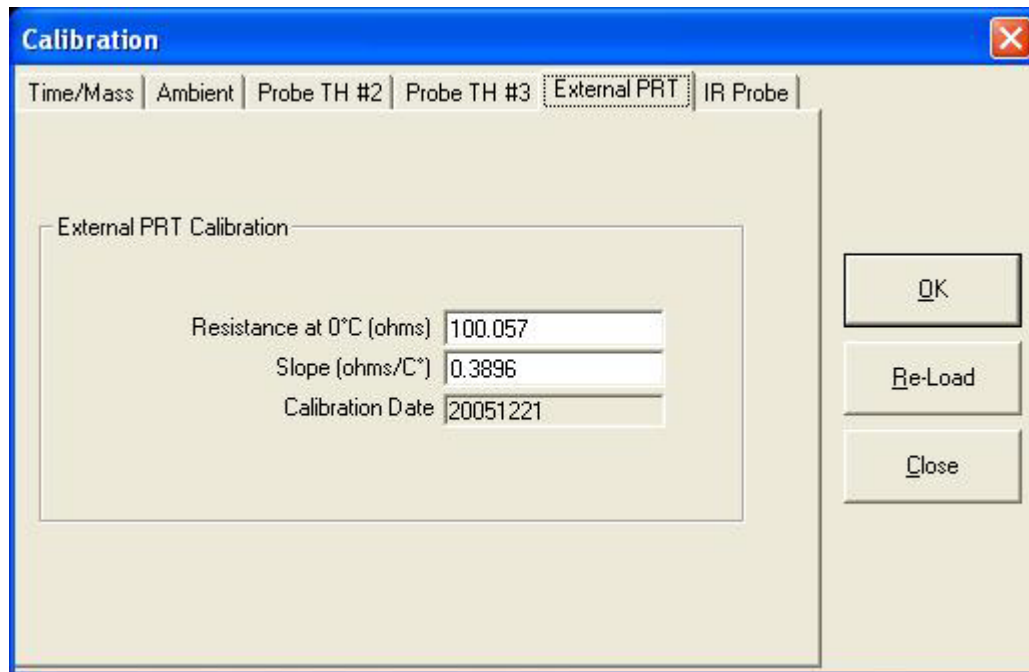 Calibration
Time/Mass Ambient Probe TH #2 Probe TH #3 External PRT IR Probe
External PRT Calibration
Resistance at 0°C (ohms) 100.057
Slope (ohms/C°) 0.3896
Calibration Date 20051221
OK
Re-Load
Close